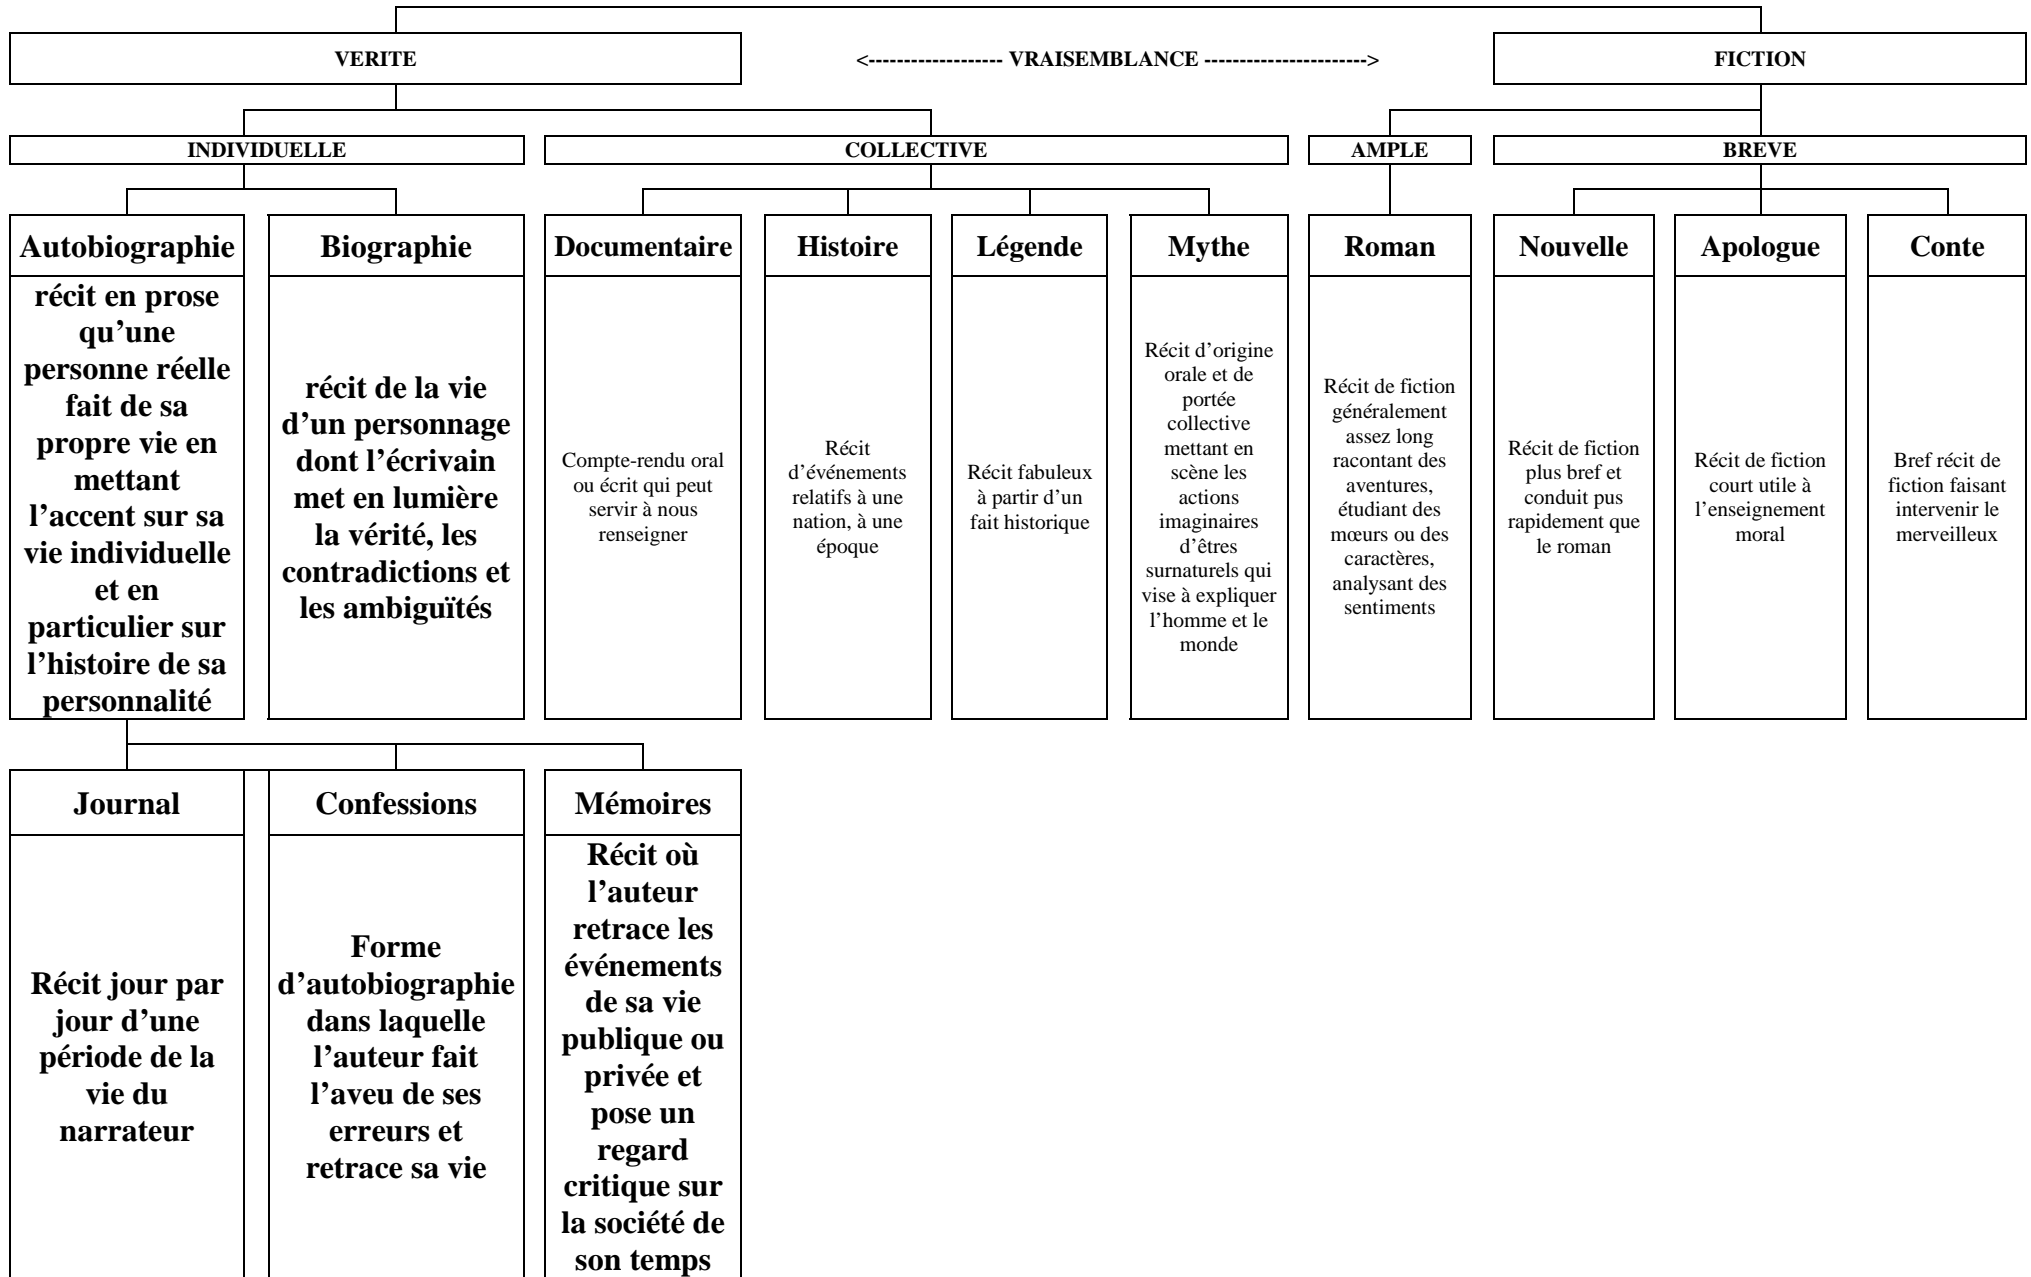 VERITE
<------------------- VRAISEMBLANCE ----------------------->
FICTION
INDIVIDUELLE
COLLECTIVE
AMPLE
BREVE
Autobiographie
récit en prose
qu’une
personne réelle
fait de sa
propre vie en
mettant
l’accent sur sa
vie individuelle
et en
particulier sur
l’histoire de sa
personnalité
Biographie
récit de la vie
d’un personnage
dont l’écrivain
met en lumière
la vérité, les
contradictions et
les ambiguïtés
Documentaire
Compte-rendu oral
ou écrit qui peut
servir à nous
renseigner
Histoire
Récit
d’événements
relatifs à une
nation, à une
époque
Légende
Récit fabuleux
à partir d’un
fait historique
Mythe
Récit d’origine
orale et de
portée
collective
mettant en
scène les
actions
imaginaires
d’êtres
surnaturels qui
vise à expliquer
l’homme et le
monde
Roman
Récit de fiction
généralement
assez long
racontant des
aventures,
étudiant des
mœurs ou des
caractères,
analysant des
sentiments
Nouvelle
Récit de fiction
plus bref et
conduit pus
rapidement que
le roman
Apologue
Récit de fiction
court utile à
l’enseignement
moral
Conte
Bref récit de
fiction faisant
intervenir le
merveilleux
Journal
Récit jour par
jour d’une
période de la
vie du
narrateur
Confessions
Forme
d’autobiographie
dans laquelle
l’auteur fait
l’aveu de ses
erreurs et
retrace sa vie
Mémoires
Récit où
l’auteur
retrace les
événements
de sa vie
publique ou
privée et
pose un
regard
critique sur
la société de
son temps